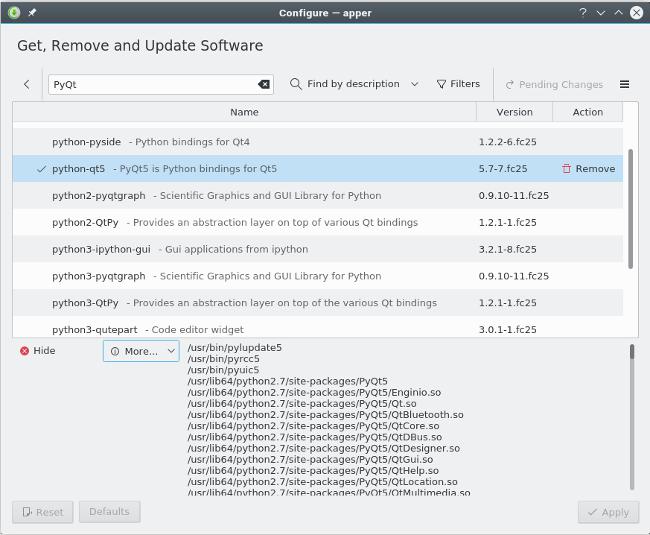 Configure — apper
Get, Remove and Update Software
PyQt Find by description Filters Pending Changes
Name Version Action
python-pyside - Python bindings for Qt4 1.2.2-6.fc25
python-qt5 - PyQt5 is Python bindings for Qt5 5.7-7.fc25 Remove
python2-pyqtgraph - Scientific Graphics and GUI Library for Python 0.9.10-11.fc25
python2-QtPy - Provides an abstraction layer on top of various Qt bindings 1.2.1-1.fc25
python3-ipython-gui - Gui applications from ipython 3.2.1-8.fc25
python3-pyqtgraph - Scientific Graphics and GUI Library for Python 0.9.10-11.fc25
python3-QtPy - Provides an abstraction layer on top of the various Qt bindings 1.2.1-1.fc25
python3-qutepart - Code editor widget 3.0.1-1.fc25
Hide More...
/usr/bin/pylupdate5
/usr/bin/pyrcc5
/usr/bin/pyuic5
/usr/lib64/python2.7/site-packages/PyQt5
/usr/lib64/python2.7/site-packages/PyQt5/Enginio.so
/usr/lib64/python2.7/site-packages/PyQt5/Qt.so
/usr/lib64/python2.7/site-packages/PyQt5/QtBluetooth.so
/usr/lib64/python2.7/site-packages/PyQt5/QtCore.so
/usr/lib64/python2.7/site-packages/PyQt5/QtDBus.so
/usr/lib64/python2.7/site-packages/PyQt5/QtDesigner.so
/usr/lib64/python2.7/site-packages/PyQt5/QtGui.so
/usr/lib64/python2.7/site-packages/PyQt5/QtHelp.so
/usr/lib64/python2.7/site-packages/PyQt5/QtLocation.so
/usr/lib64/python2.7/site-packages/PyQt5/QtMultimedia.so
Reset Defaults Apply